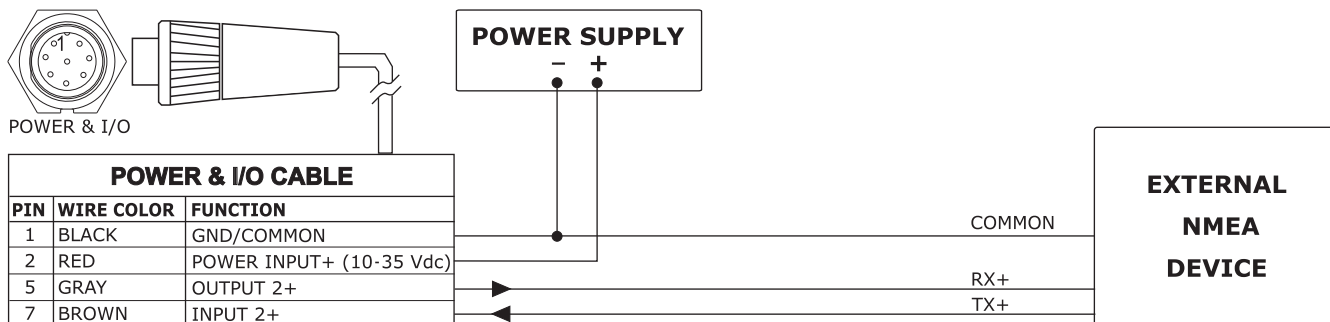 POWER SUPPLY
− +
1
POWER & I/O
POWER & I/O CABLE
PIN WIRE COLOR FUNCTION
1 BLACK GND/COMMON
2 RED POWER INPUT+ (10-35 Vdc)
5 GRAY OUTPUT 2+
7 BROWN INPUT 2+
COMMON
RX+
TX+
EXTERNAL
NMEA
DEVICE